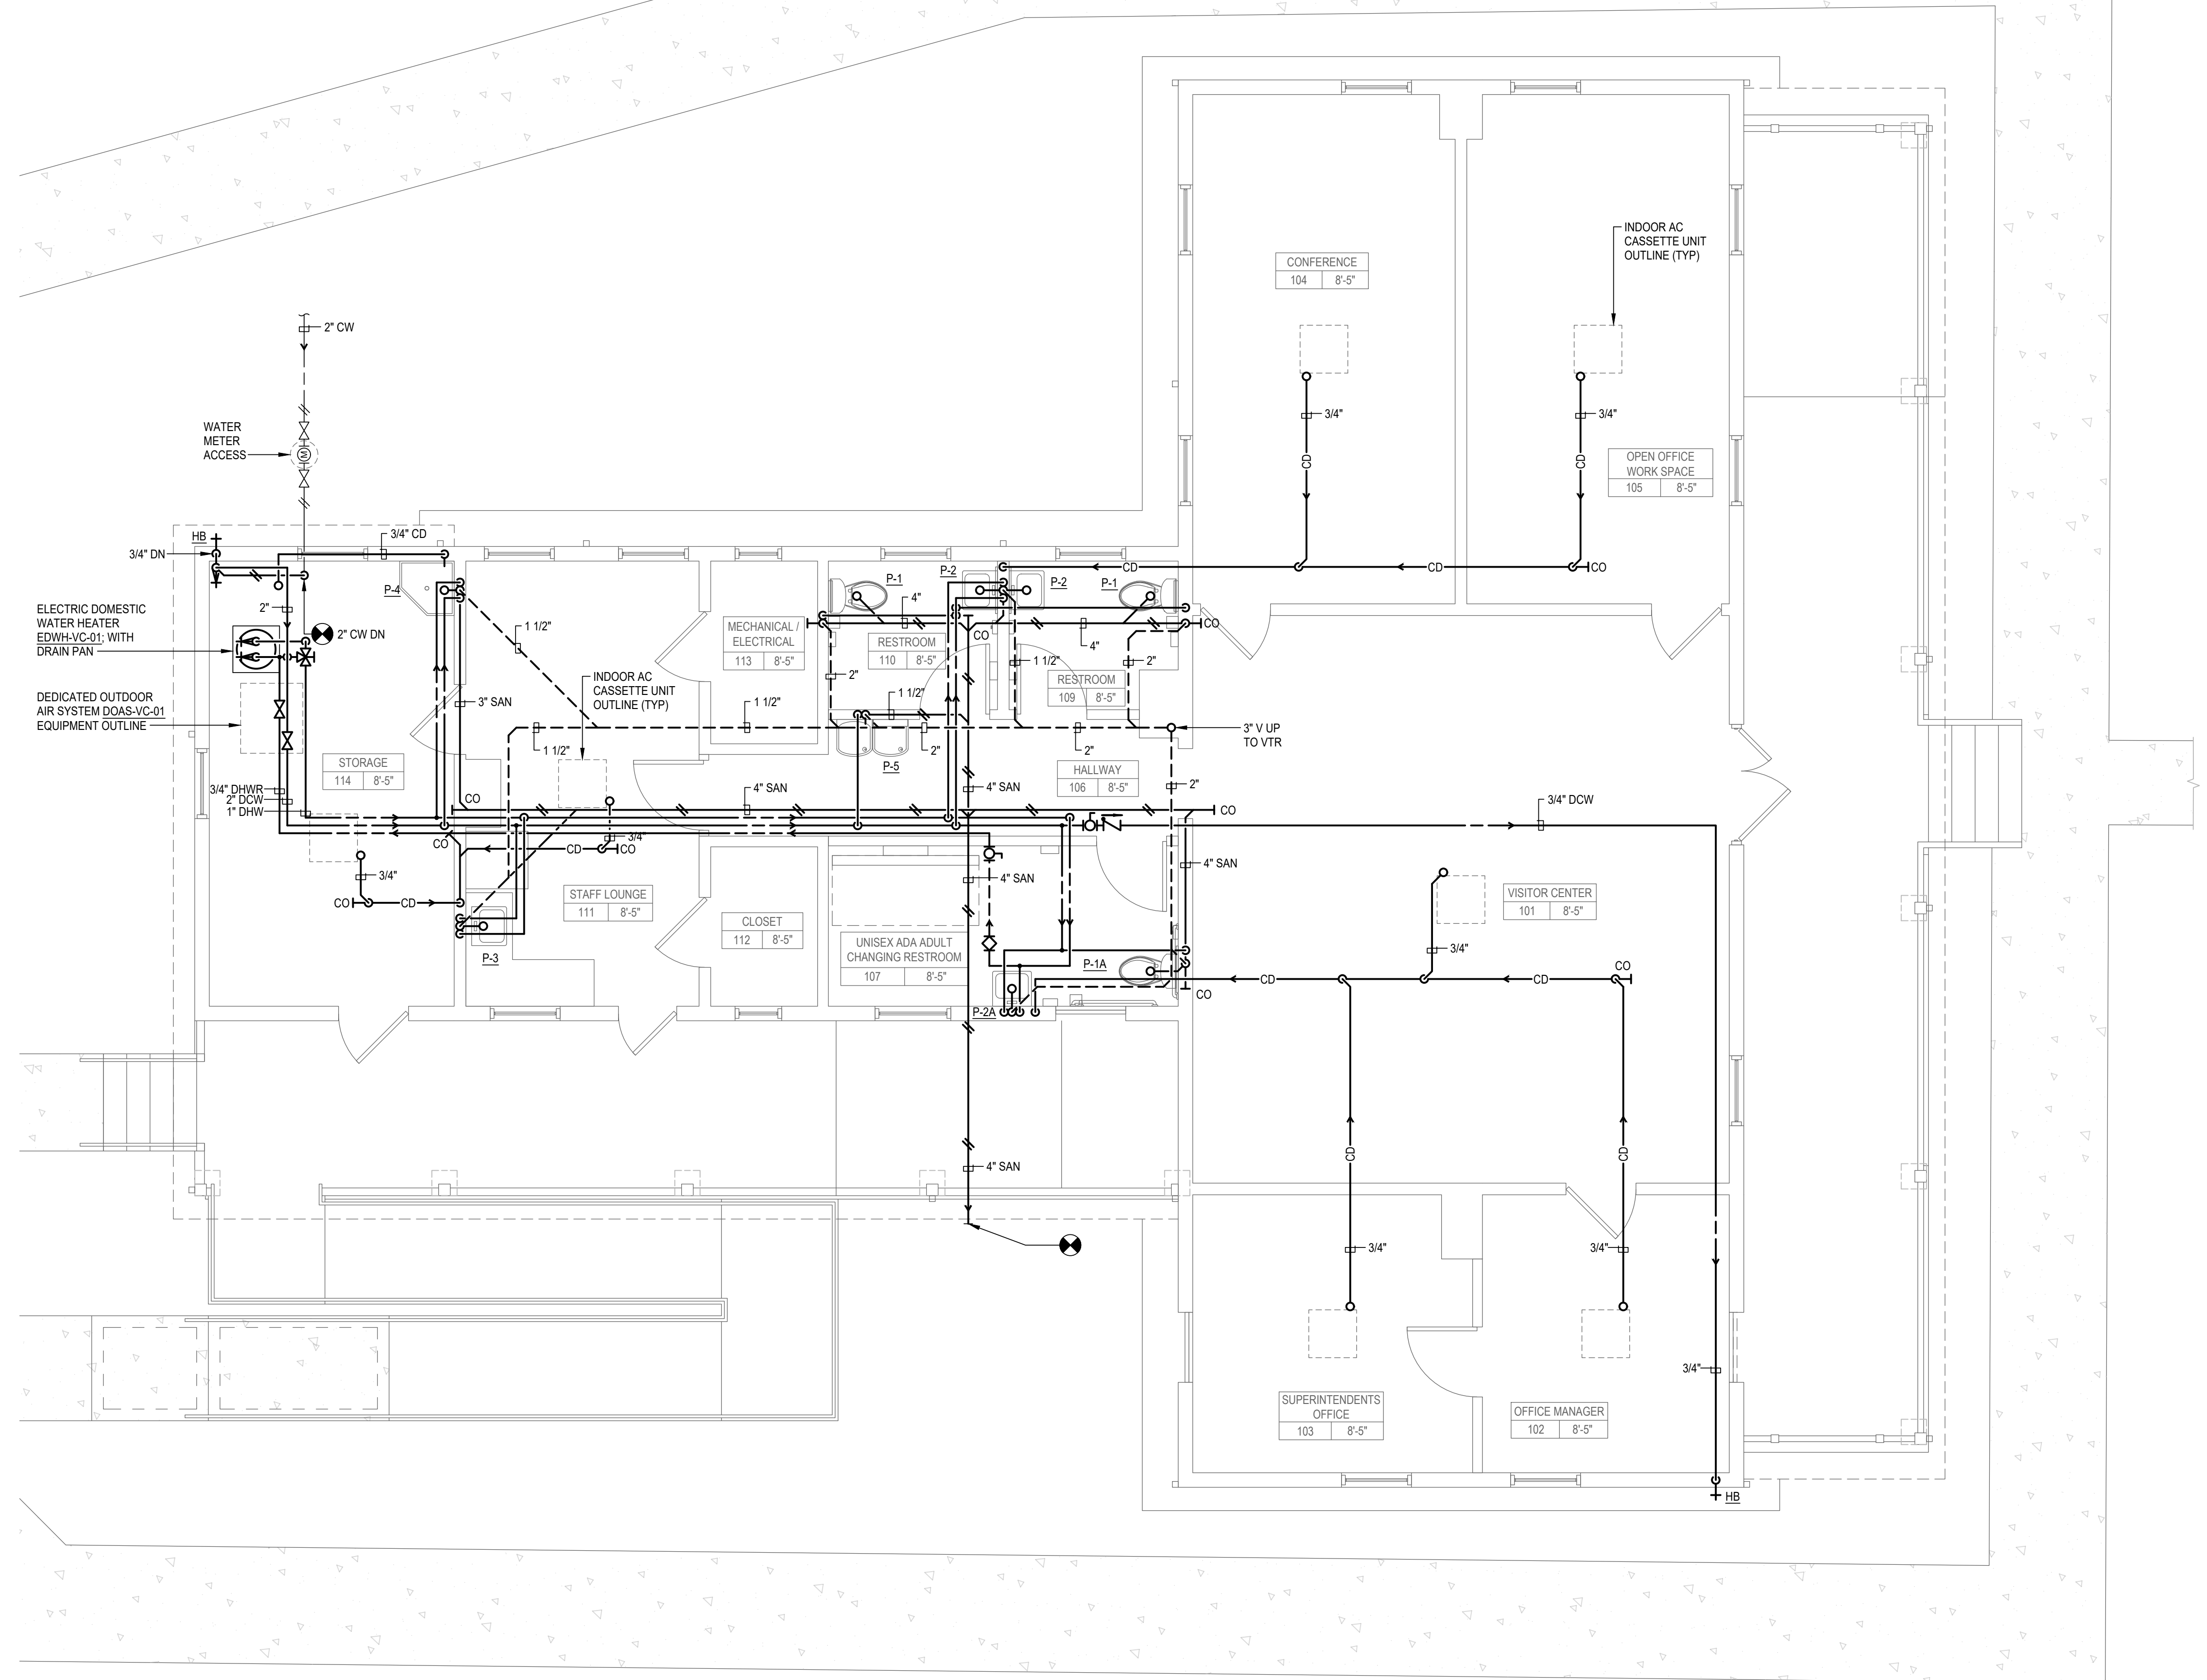 INDOOR AC
CASSETTE UNIT
OUTLINE (TYP)
CONFERENCE
104 8'-5"
2" CW
3/4"
3/4"
WATER
METER
ACCESS
M
CD
CD
OPEN OFFICE
WORK SPACE
105 8'-5"
HB
3/4" DN
3/4" CD
P-4
P-1
P-2
P-2
P-1
CD
CD
CO
ELECTRIC DOMESTIC
WATER HEATER
EDWH-VC-01; WITH
DRAIN PAN
2"
2" CW DN
1 1/2"
MECHANICAL /
ELECTRICAL
113 8'-5"
4"
RESTROOM
110 8'-5"
CO
4"
CO
1 1/2"
2"
2"
RESTROOM
109 8'-5"
DEDICATED OUTDOOR
AIR SYSTEM DOAS-VC-01
EQUIPMENT OUTLINE
3" SAN
INDOOR AC
CASSETTE UNIT
OUTLINE (TYP)
1 1/2"
1 1/2"
1 1/2"
2"
2"
3" V UP
TO VTR
P-5
STORAGE
114 8'-5"
HALLWAY
106 8'-5"
2"
3/4" DHWR
2" DCW
1" DHW
CO
4" SAN
4" SAN
CO
3/4" DCW
CO
CD
3/4"
CO
4" SAN
3/4"
CO
CD
4" SAN
STAFF LOUNGE
111 8'-5"
CLOSET
112 8'-5"
UNISEX ADA ADULT
CHANGING RESTROOM
107 8'-5"
VISITOR CENTER
101 8'-5"
P-3
P-1A
3/4"
CD
CD
CO
CO
P-2A
CD
CD
4" SAN
3/4"
3/4"
3/4"
SUPERINTENDENTS
OFFICE
103 8'-5"
OFFICE MANAGER
102 8'-5"
HB